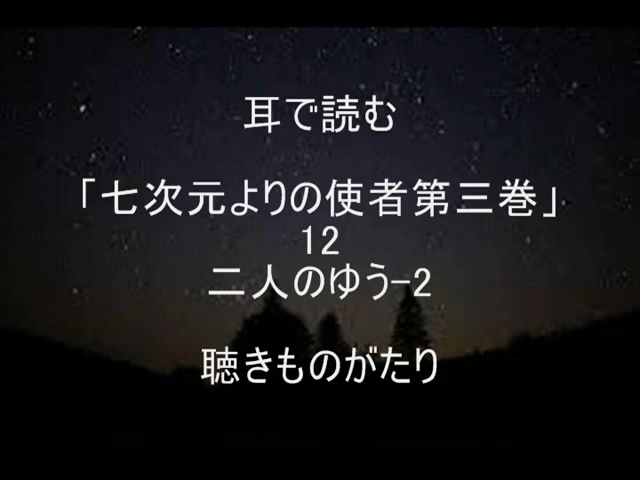 耳で読む
「七次元よりの使者第三巻」
12
二人のゆう-2
聴きものがたり